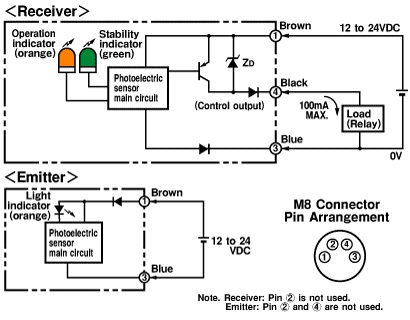 <Receiver>
Operation indicator (orange)
Stability indicator (green)
Photoelectric sensor main circuit
ZD
(Control output)
Brown
1
12 to 24VDC
Black
4
100mA MAX.
Load (Relay)
Blue
3
0V
<Emitter>
Light indicator (orange)
Photoelectric sensor main circuit
Brown
1
12 to 24 VDC
Blue
3
M8 Connector
Pin Arrangement
② ④
① ③
Note. Receiver: Pin ② is not used.
Emitter: Pin ② and ④ are not used.